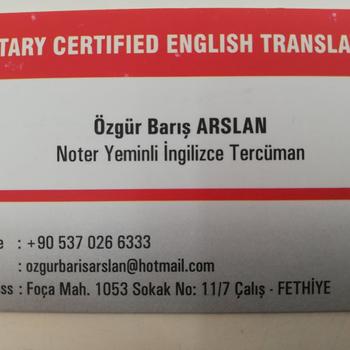 TARY CERTIFIED ENGLISH TRANSLA
Özgür Barış ARSLAN
Noter Yeminli İngilizce Tercüman
e : +90 537 026 6333
: ozgurbarisarslan@hotmail.com
ss : Foça Mah. 1053 Sokak No: 11/7 Çalış - FETHİYE